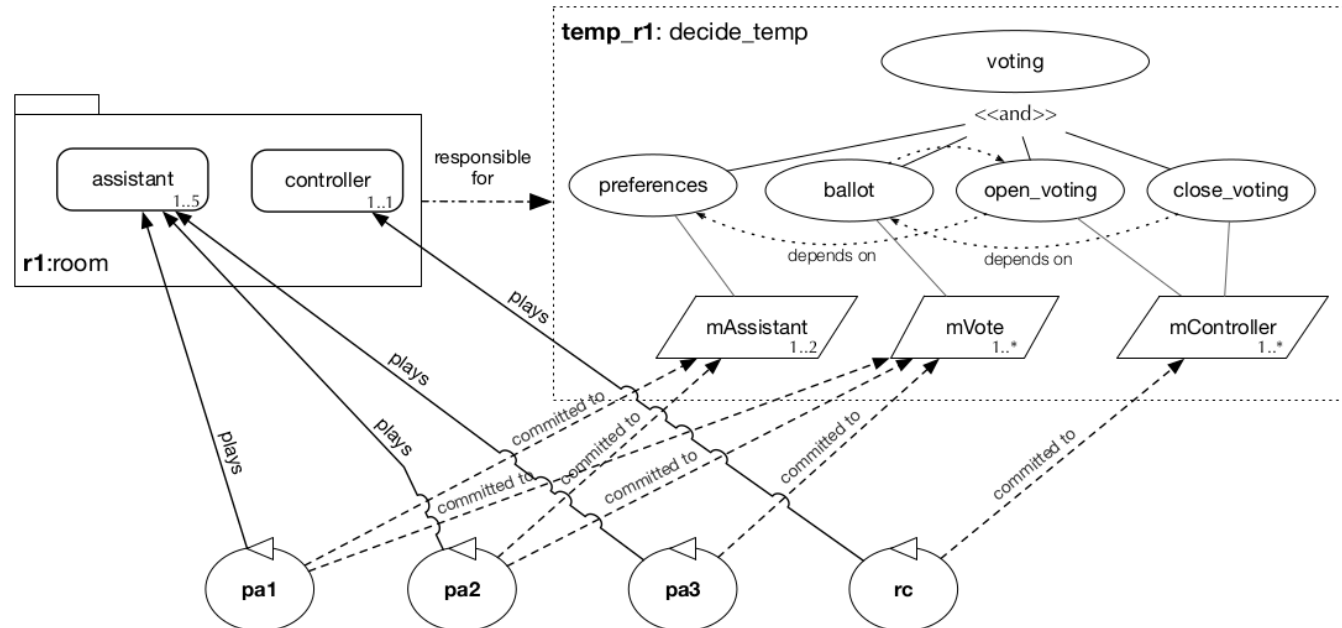 temp_r1: decide_temp
voting
<<and>>
responsible
for
assistant
1..5
controller
1..1
r1:room
preferences
ballot
open_voting
close_voting
depends on
depends on
mAssistant
1..2
mVote
1..*
mController
1..*
plays
plays
plays
plays
committed to
committed to
committed to
committed to
committed to
committed to
pa1
pa2
pa3
rc